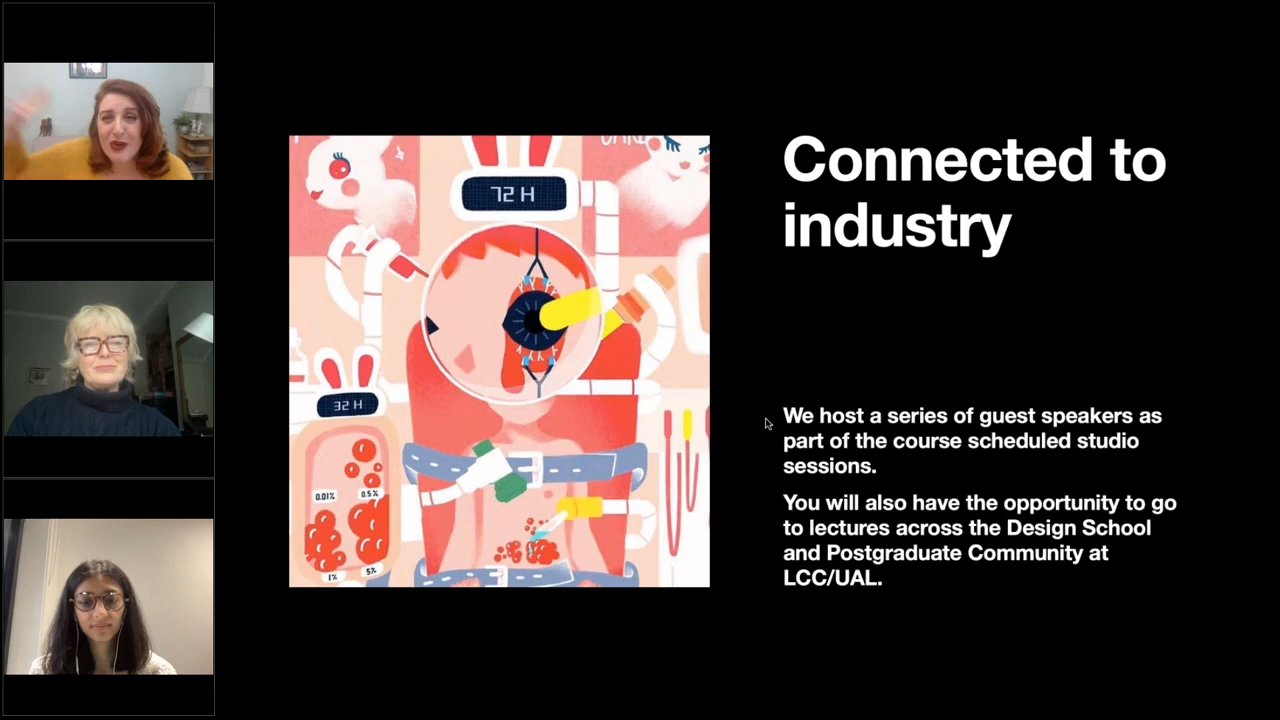 Connected to
industry
72 H
32 H
0.01%
0.5%
1%
5%
We host a series of guest speakers as
part of the course scheduled studio
sessions.
You will also have the opportunity to go
to lectures across the Design School
and Postgraduate Community at
LCC/UAL.